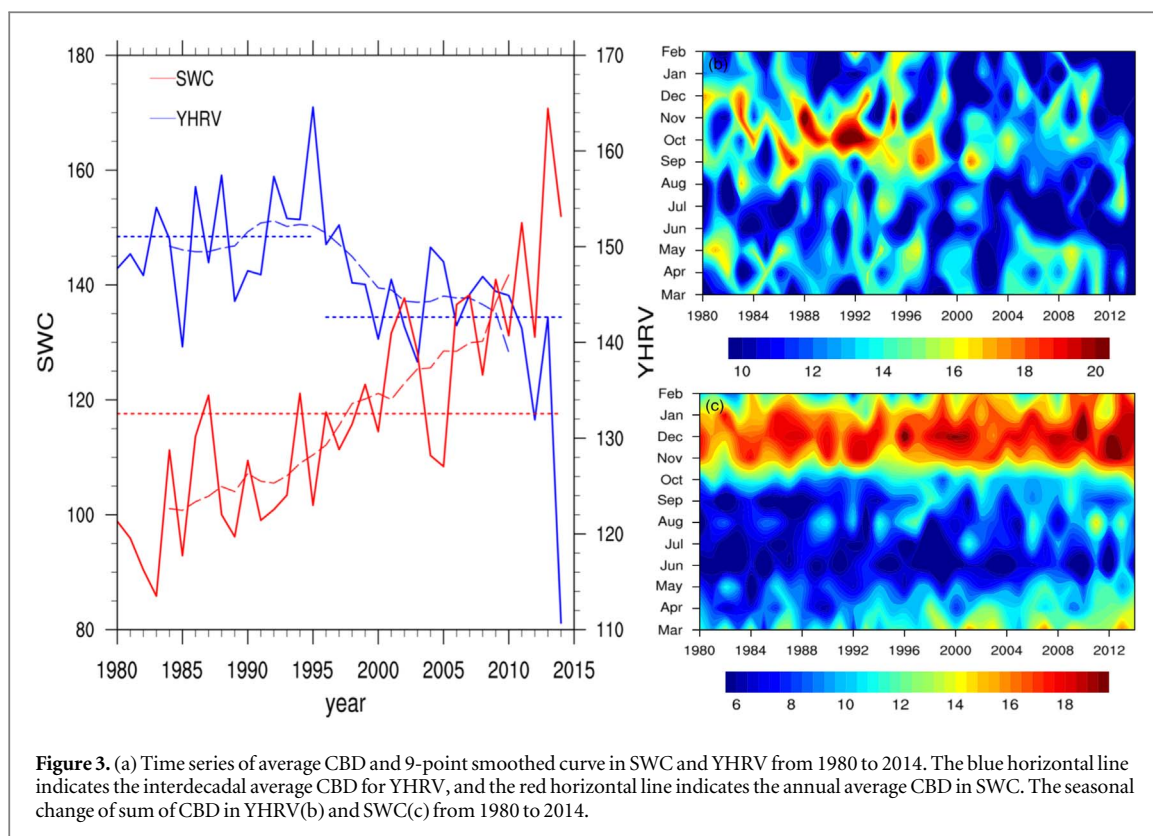 SWC
180
160
140
120
100
80
SWC
YHRV
170
160
150
140
130
120
110
YHRV
1980 1985 1990 1995 2000 2005 2010 2015
year
(b)
Feb
Jan
Dec
Nov
Oct
Sep
Aug
Jul
Jun
May
Apr
Mar
1980 1984 1988 1992 1996 2000 2004 2008 2012
10 12 14 16 18 20
(c)
Feb
Jan
Dec
Nov
Oct
Sep
Aug
Jul
Jun
May
Apr
Mar
1980 1984 1988 1992 1996 2000 2004 2008 2012
6 8 10 12 14 16 18
Figure 3. (a) Time series of average CBD and 9-point smoothed curve in SWC and YHRV from 1980 to 2014. The blue horizontal line
indicates the interdecadal average CBD for YHRV, and the red horizontal line indicates the annual average CBD in SWC. The seasonal
change of sum of CBD in YHRV(b) and SWC(c) from 1980 to 2014.